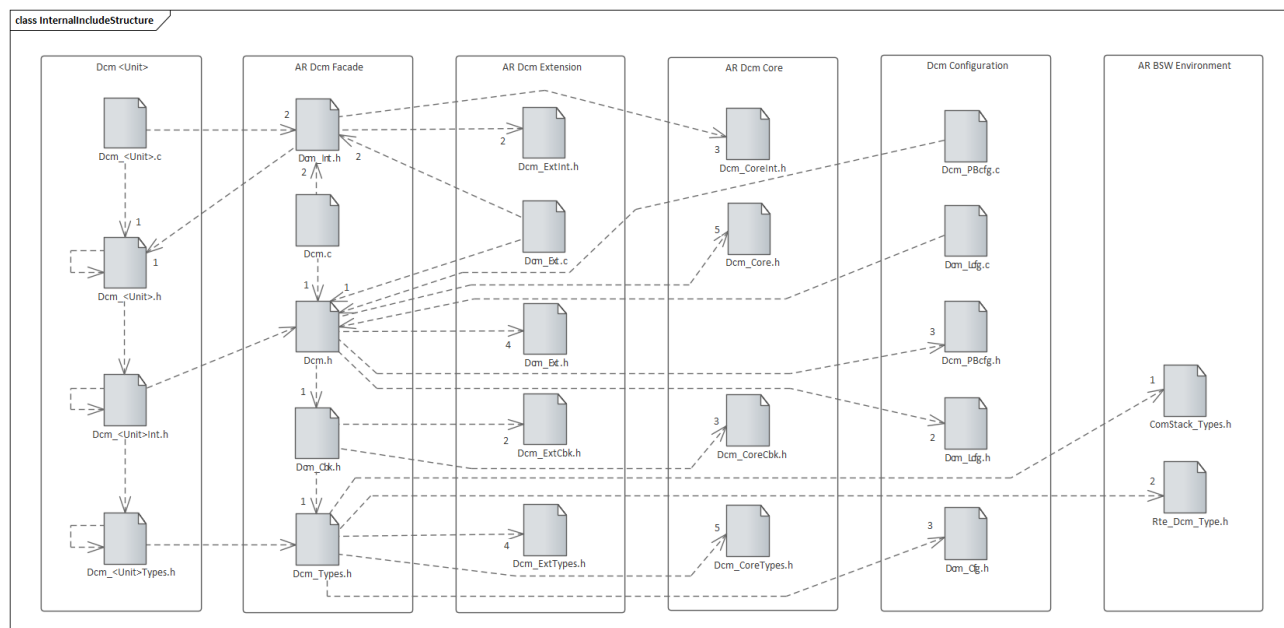 class InternalIncludeStructure
Dcm <Unit>
AR Dcm Facade
AR Dcm Extension
AR Dcm Core
Dcm Configuration
AR BSW Environment
2
2
3
Dcm_<Unit>.c
Dcm_Int.h
2
2
Dcm_ExtInt.h
Dcm_CoreInt.h
Dcm_PBcfg.c
1
1
5
Dcm.c
Dcm_Ext.c
Dcm_Core.h
Dcm_Lcfg.c
Dcm_<Unit>.h
1
1
3
4
Dcm.h
Dcm_Ext.h
Dcm_PBcfg.h
1
1
ComStack_Types.h
3
2
Dcm_<Unit>Int.h
2
Dcm_ExtCbk.h
Dcm_CoreCbk.h
Dcm_Lcfg.h
Dcm_Cbk.h
2
1
Rte_Dcm_Type.h
5
3
4
Dcm_<Unit>Types.h
Dcm_Types.h
Dcm_ExtTypes.h
Dcm_CoreTypes.h
Dcm_Cfg.h